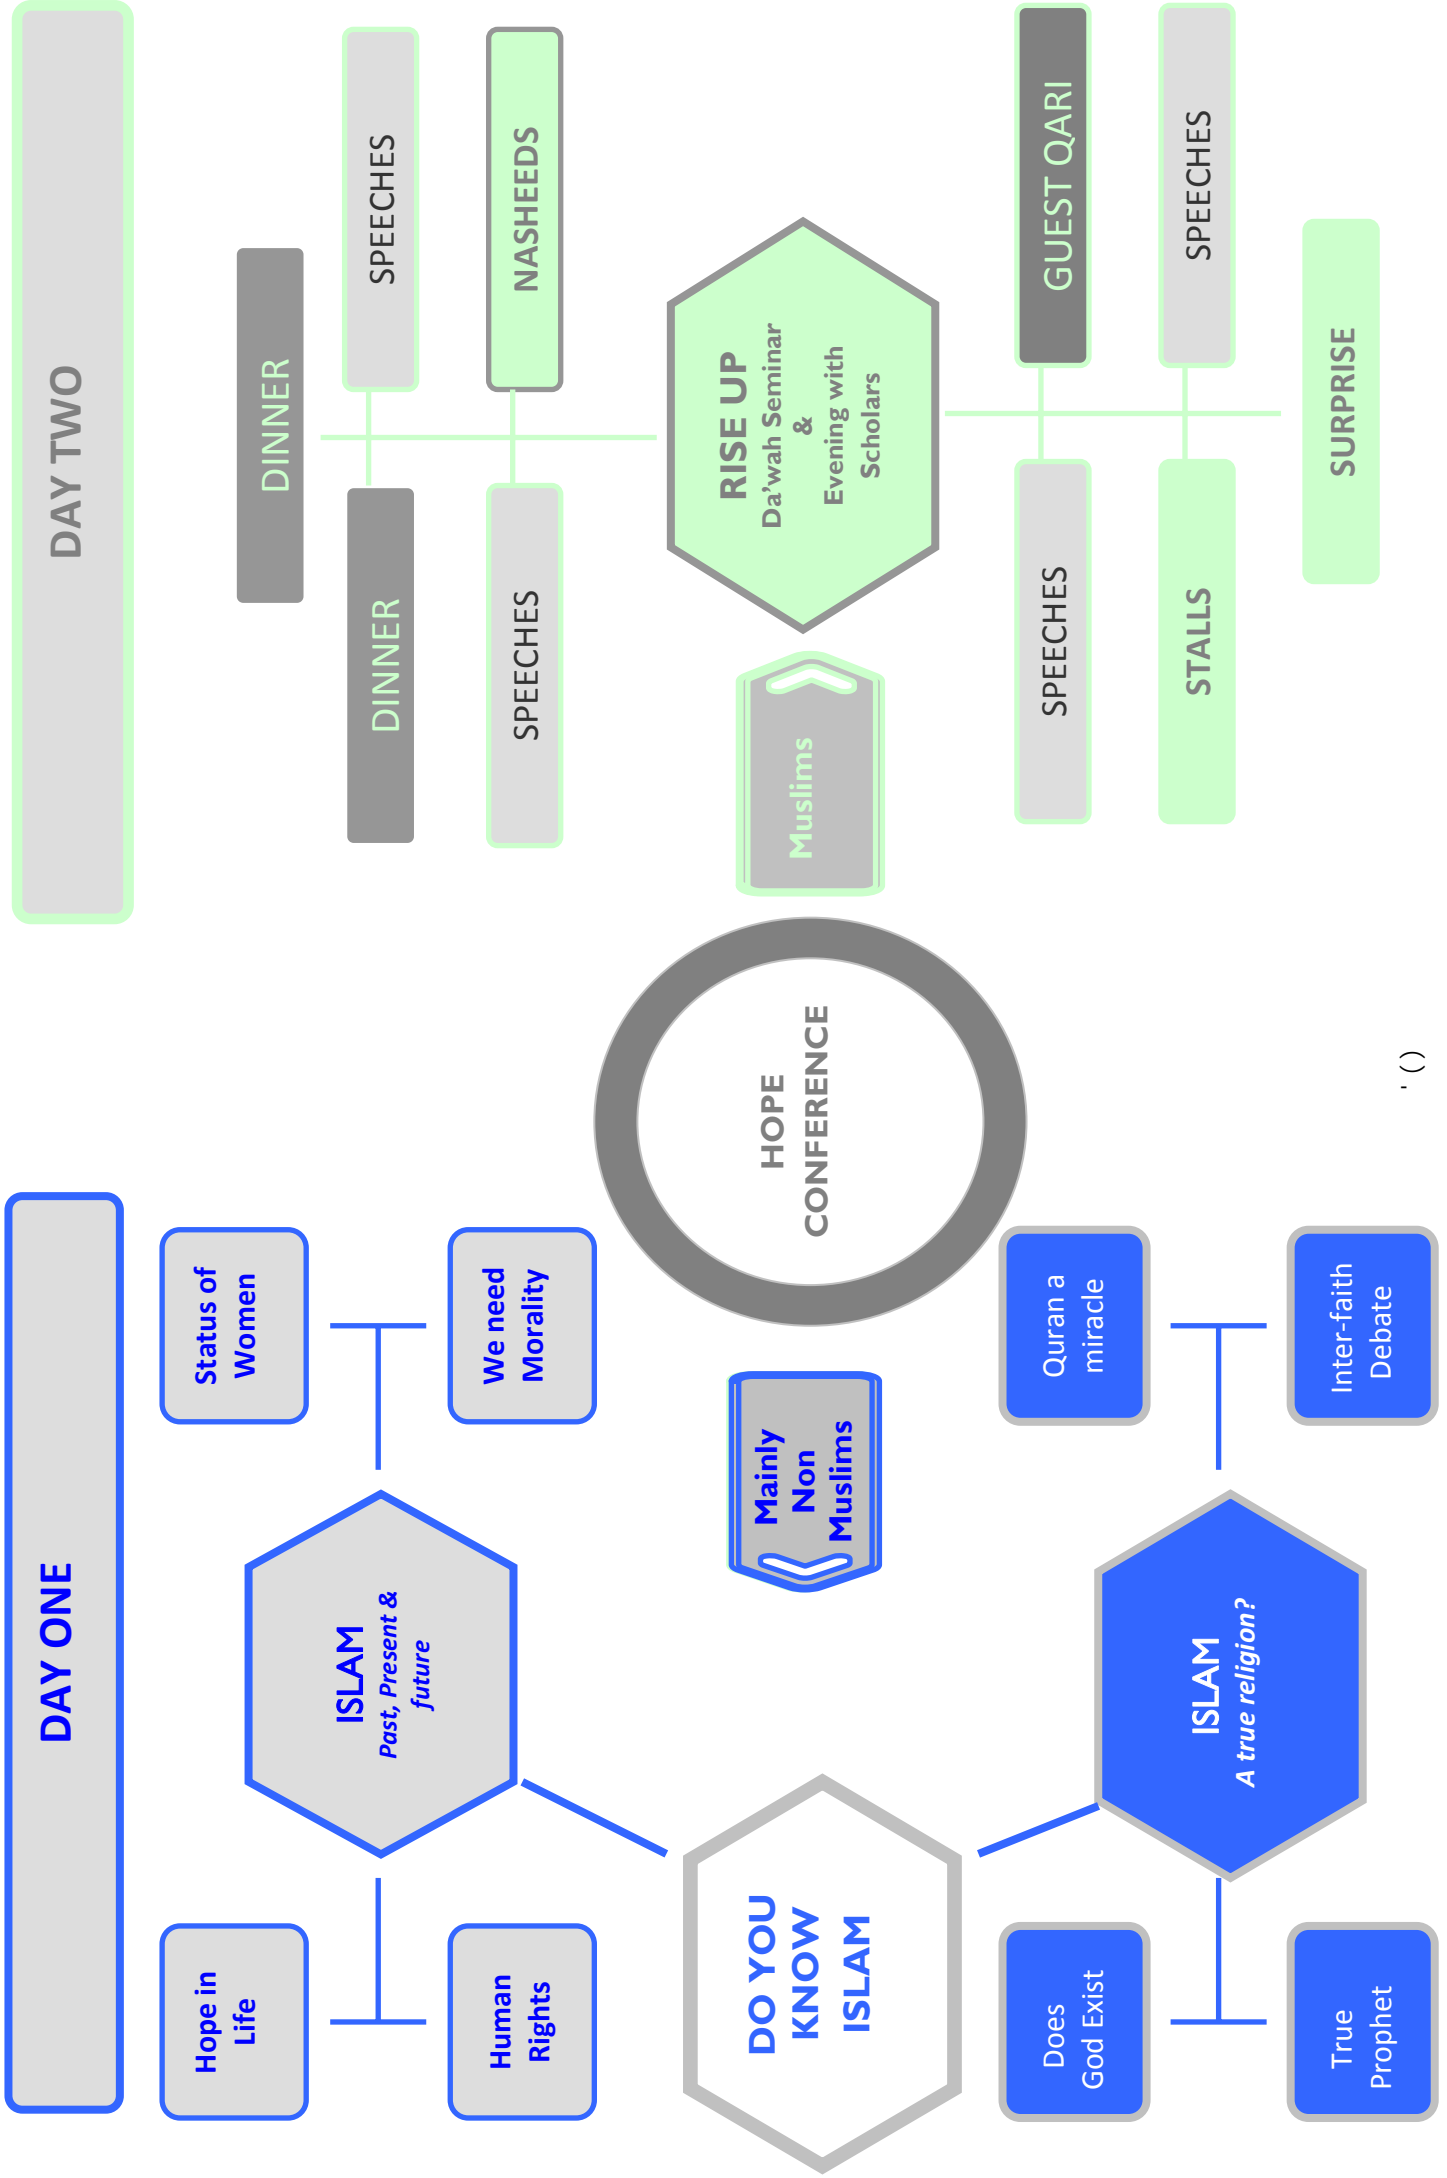 DAY ONE
DAY TWO
Hope in
Life
Human
Rights
ISLAM
Past, Present &
future
Status of
Women
We need
Morality
DO YOU
KNOW
ISLAM
Mainly
Non
Muslims
HOPE
CONFERENCE
Muslims
Does
God Exist
True
Prophet
ISLAM
A true religion?
Quran a
miracle
Inter-faith
Debate
DINNER
DINNER
SPEECHES
SPEECHES
NASHEEDS
RISE UP
Da’wah Seminar
&
Evening with
Scholars
SPEECHES
GUEST QARI
STALLS
SPEECHES
SURPRISE
' ()